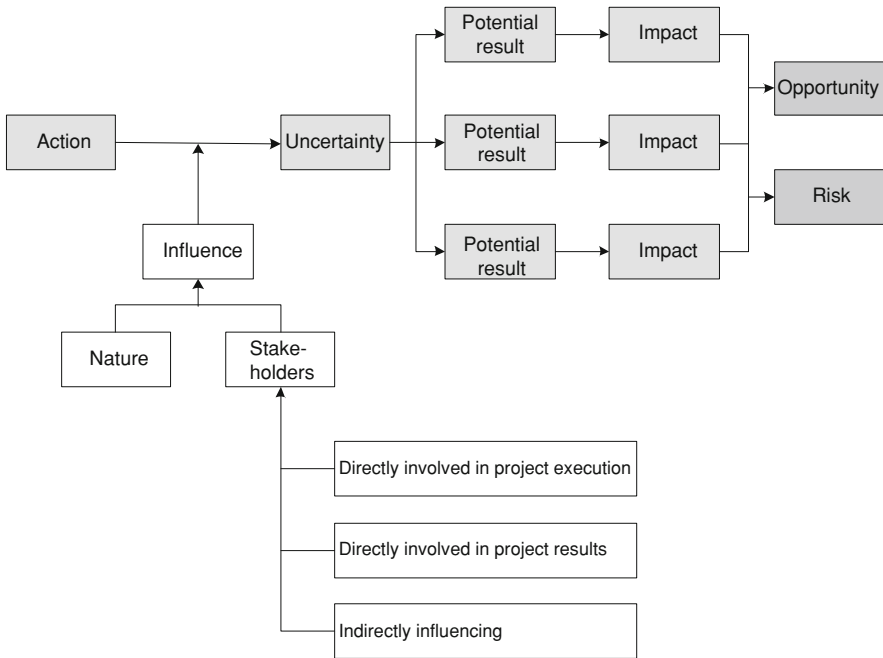 Potential
result
Impact
Opportunity
Action
Uncertainty
Potential
result
Impact
Risk
Influence
Potential
result
Impact
Nature
Stake-
holders
Directly involved in project execution
Directly involved in project results
Indirectly influencing